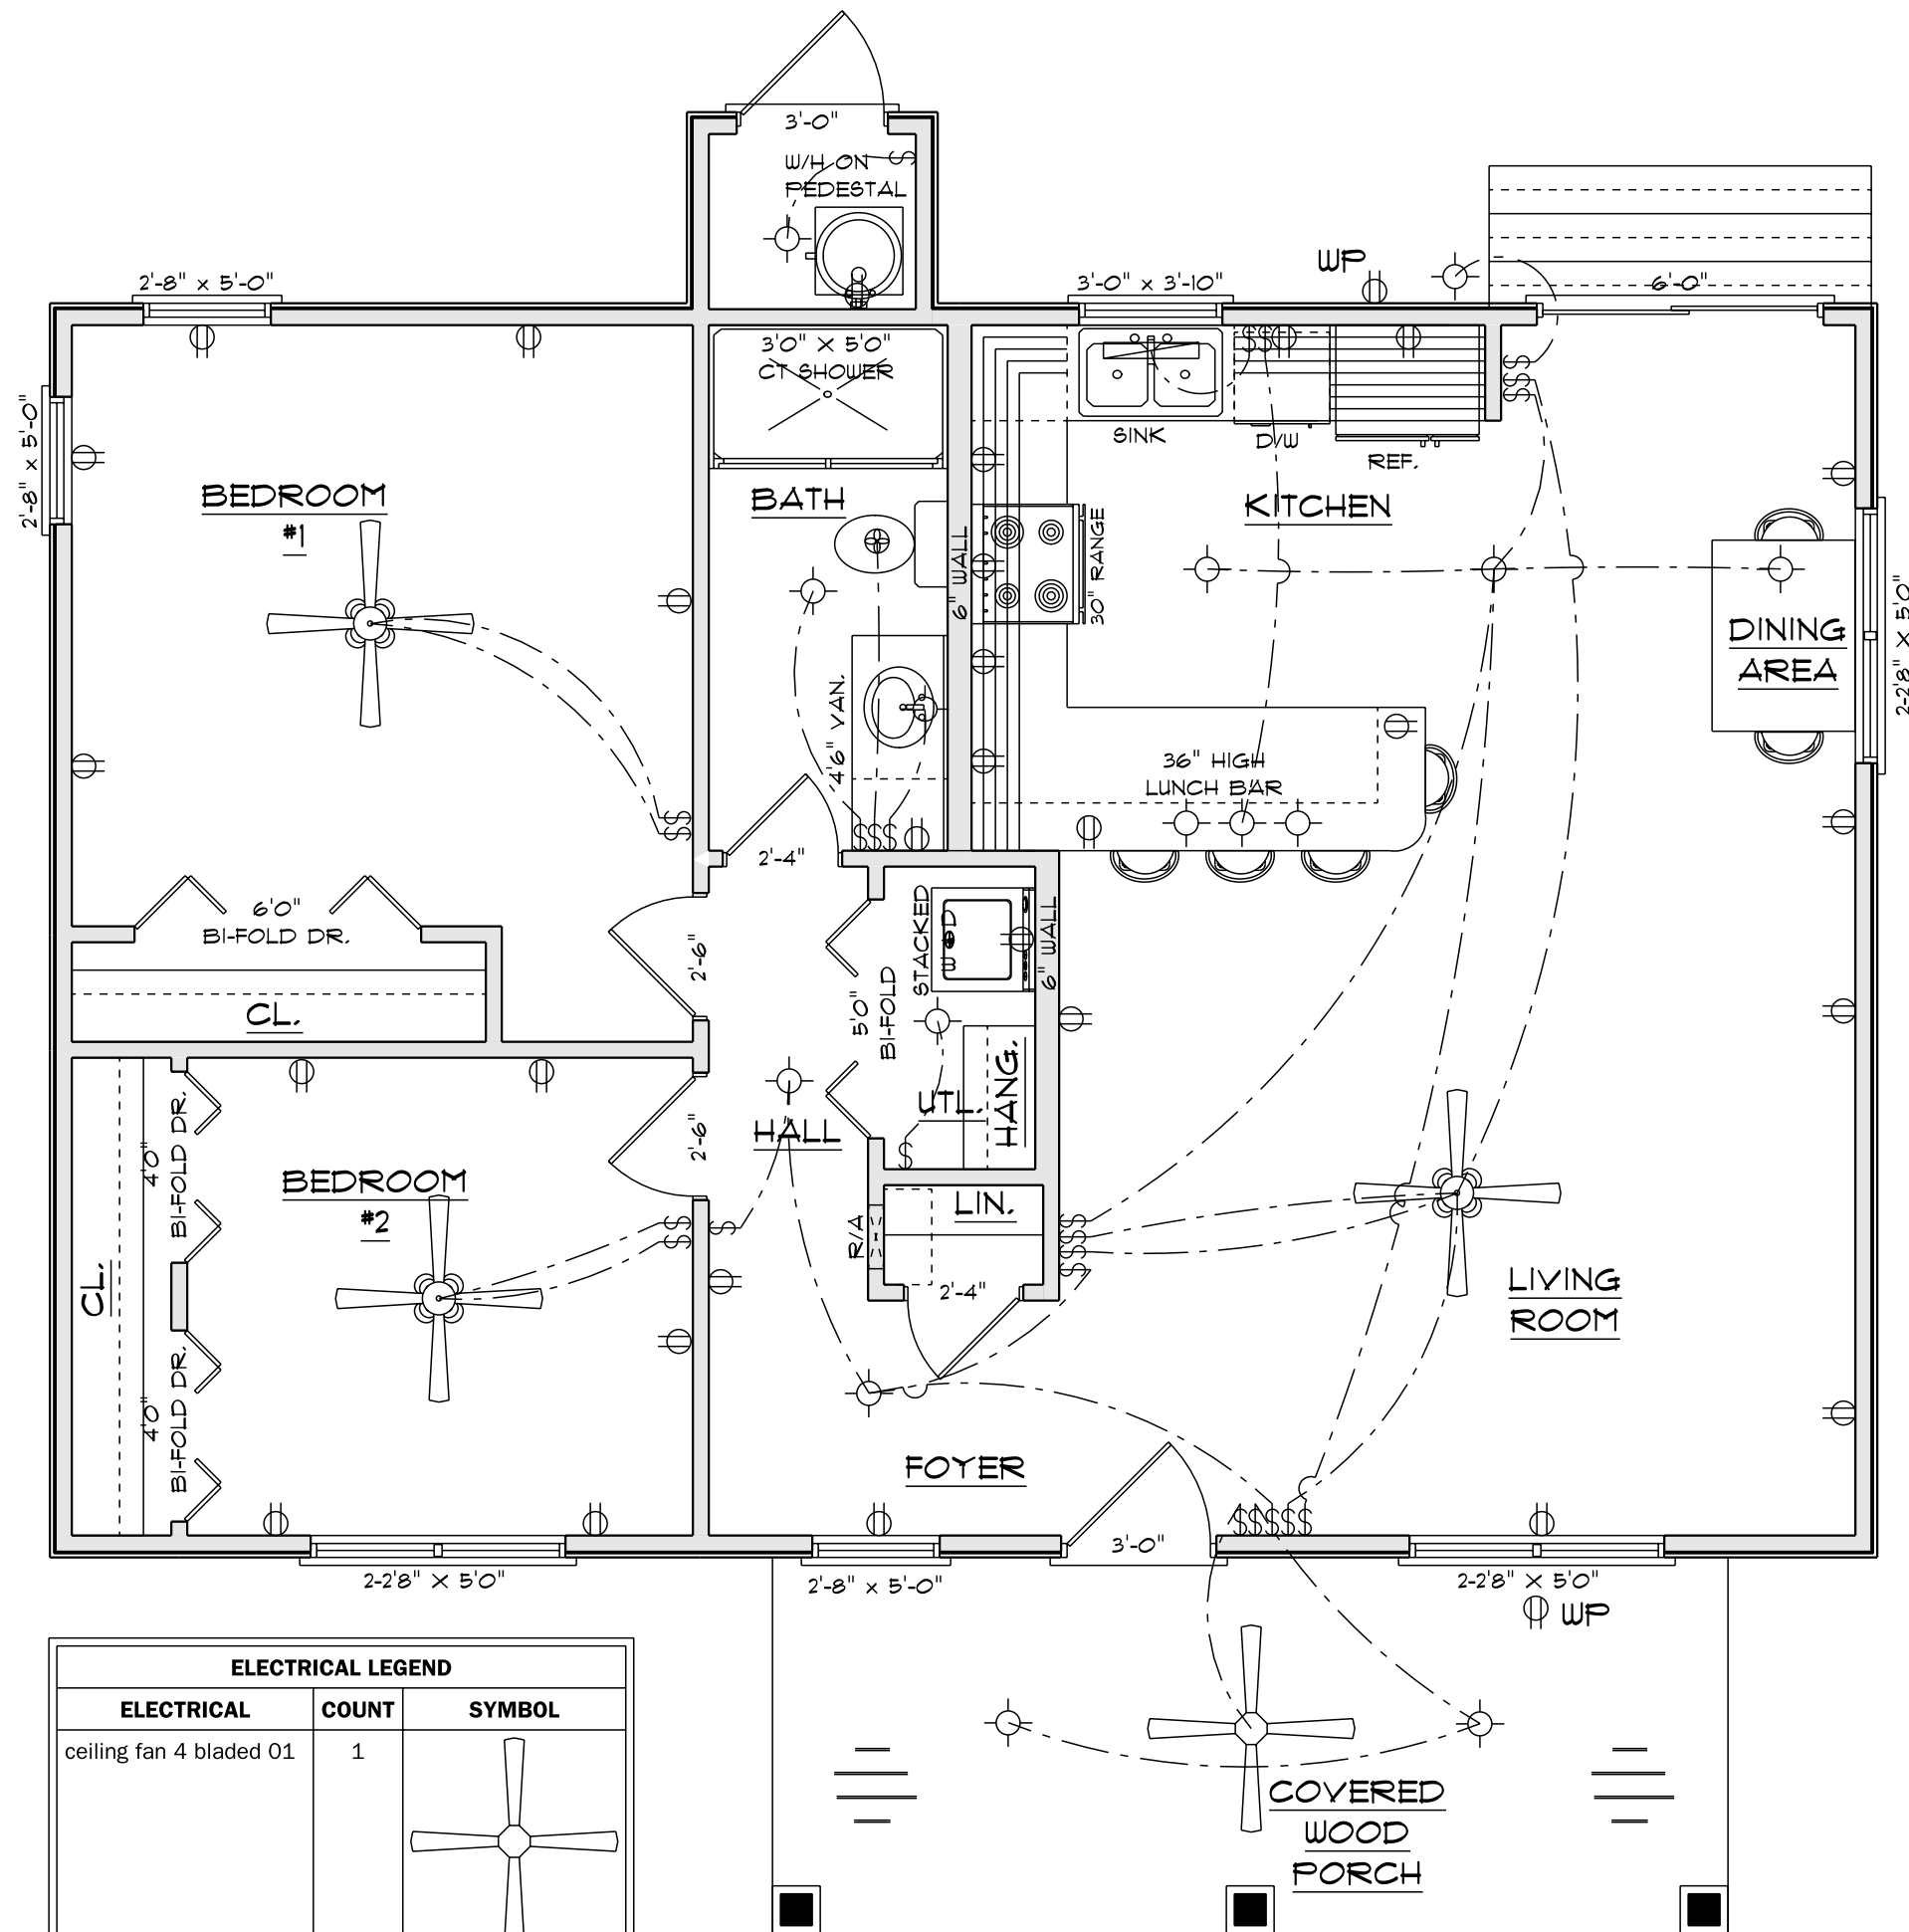 3'-0"
W/H ON
PEDESTAL
WP
2'-8" x 5'-0"
3'-0" x 3'-10"
6'-0"
3'0" X 5'0"
CT SHOWER
2'-8" x 5'-0"
SINK
D/W
REF.
BEDROOM
#1
BATH
KITCHEN
6" WALL
30" RANGE
DINING
AREA
2-2'8" X 5'0"
4'6" VAN.
36" HIGH
LUNCH BAR
2'-4"
6'0"
BI-FOLD DR.
2'-6"
STACKED
W D
6" WALL
5'0"
BI-FOLD
CL.
HANG.
UTL.
HALL
2'-6"
4'0"
BI-FOLD DR.
BEDROOM
#2
LIN.
R/A
2'-4"
CL.
LIVING
ROOM
4'0"
BI-FOLD DR.
FOYER
3'-0"
2-2'8" X 5'0"
2'-8" x 5'-0"
2-2'8" X 5'0"
WP
ELECTRICAL LEGEND
ELECTRICAL COUNT SYMBOL
ceiling fan 4 bladed 01 1
COVERED
WOOD
PORCH